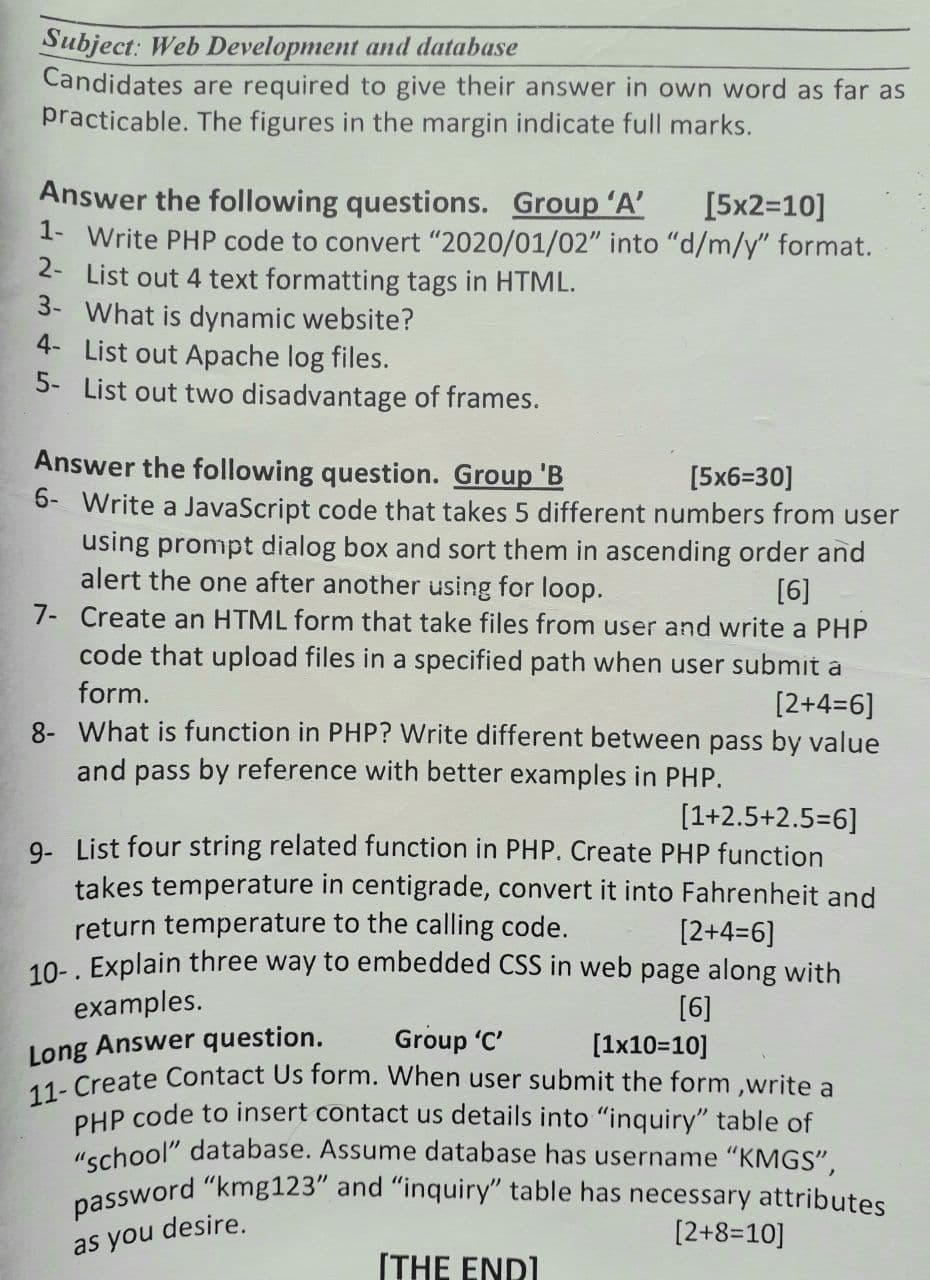 Subject: Web Development and database
Candidates are required to give their answer in own word as far as
practicable. The figures in the margin indicate full marks.
Answer the following questions. Group ‘A’ [5x2=10]
1- Write PHP code to convert “2020/01/02” into “d/m/y” format.
2- List out 4 text formatting tags in HTML.
3- What is dynamic website?
4- List out Apache log files.
5- List out two disadvantage of frames.
Answer the following question. Group 'B [5x6=30]
6- Write a JavaScript code that takes 5 different numbers from user
using prompt dialog box and sort them in ascending order and
alert the one after another using for loop. [6]
7- Create an HTML form that take files from user and write a PHP
code that upload files in a specified path when user submit a
form. [2+4=6]
8- What is function in PHP? Write different between pass by value
and pass by reference with better examples in PHP.
[1+2.5+2.5=6]
9- List four string related function in PHP. Create PHP function
takes temperature in centigrade, convert it into Fahrenheit and
return temperature to the calling code. [2+4=6]
10-. Explain three way to embedded CSS in web page along with
examples. [6]
Long Answer question. Group ‘C’ [1x10=10]
11- Create Contact Us form. When user submit the form ,write a
PHP code to insert contact us details into “inquiry” table of
“school” database. Assume database has username “KMGS”,
password “kmg123” and “inquiry” table has necessary attributes
as you desire. [2+8=10]
[THE END]